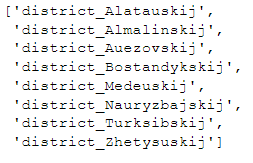 ['district_Alatauskij',
'district_Almalinskij',
'district_Auezovskij',
'district_Bostandykskij',
'district_Medeuskij',
'district_Nauryzbajskij',
'district_Turksibskij',
'district_Zhetysuskij']